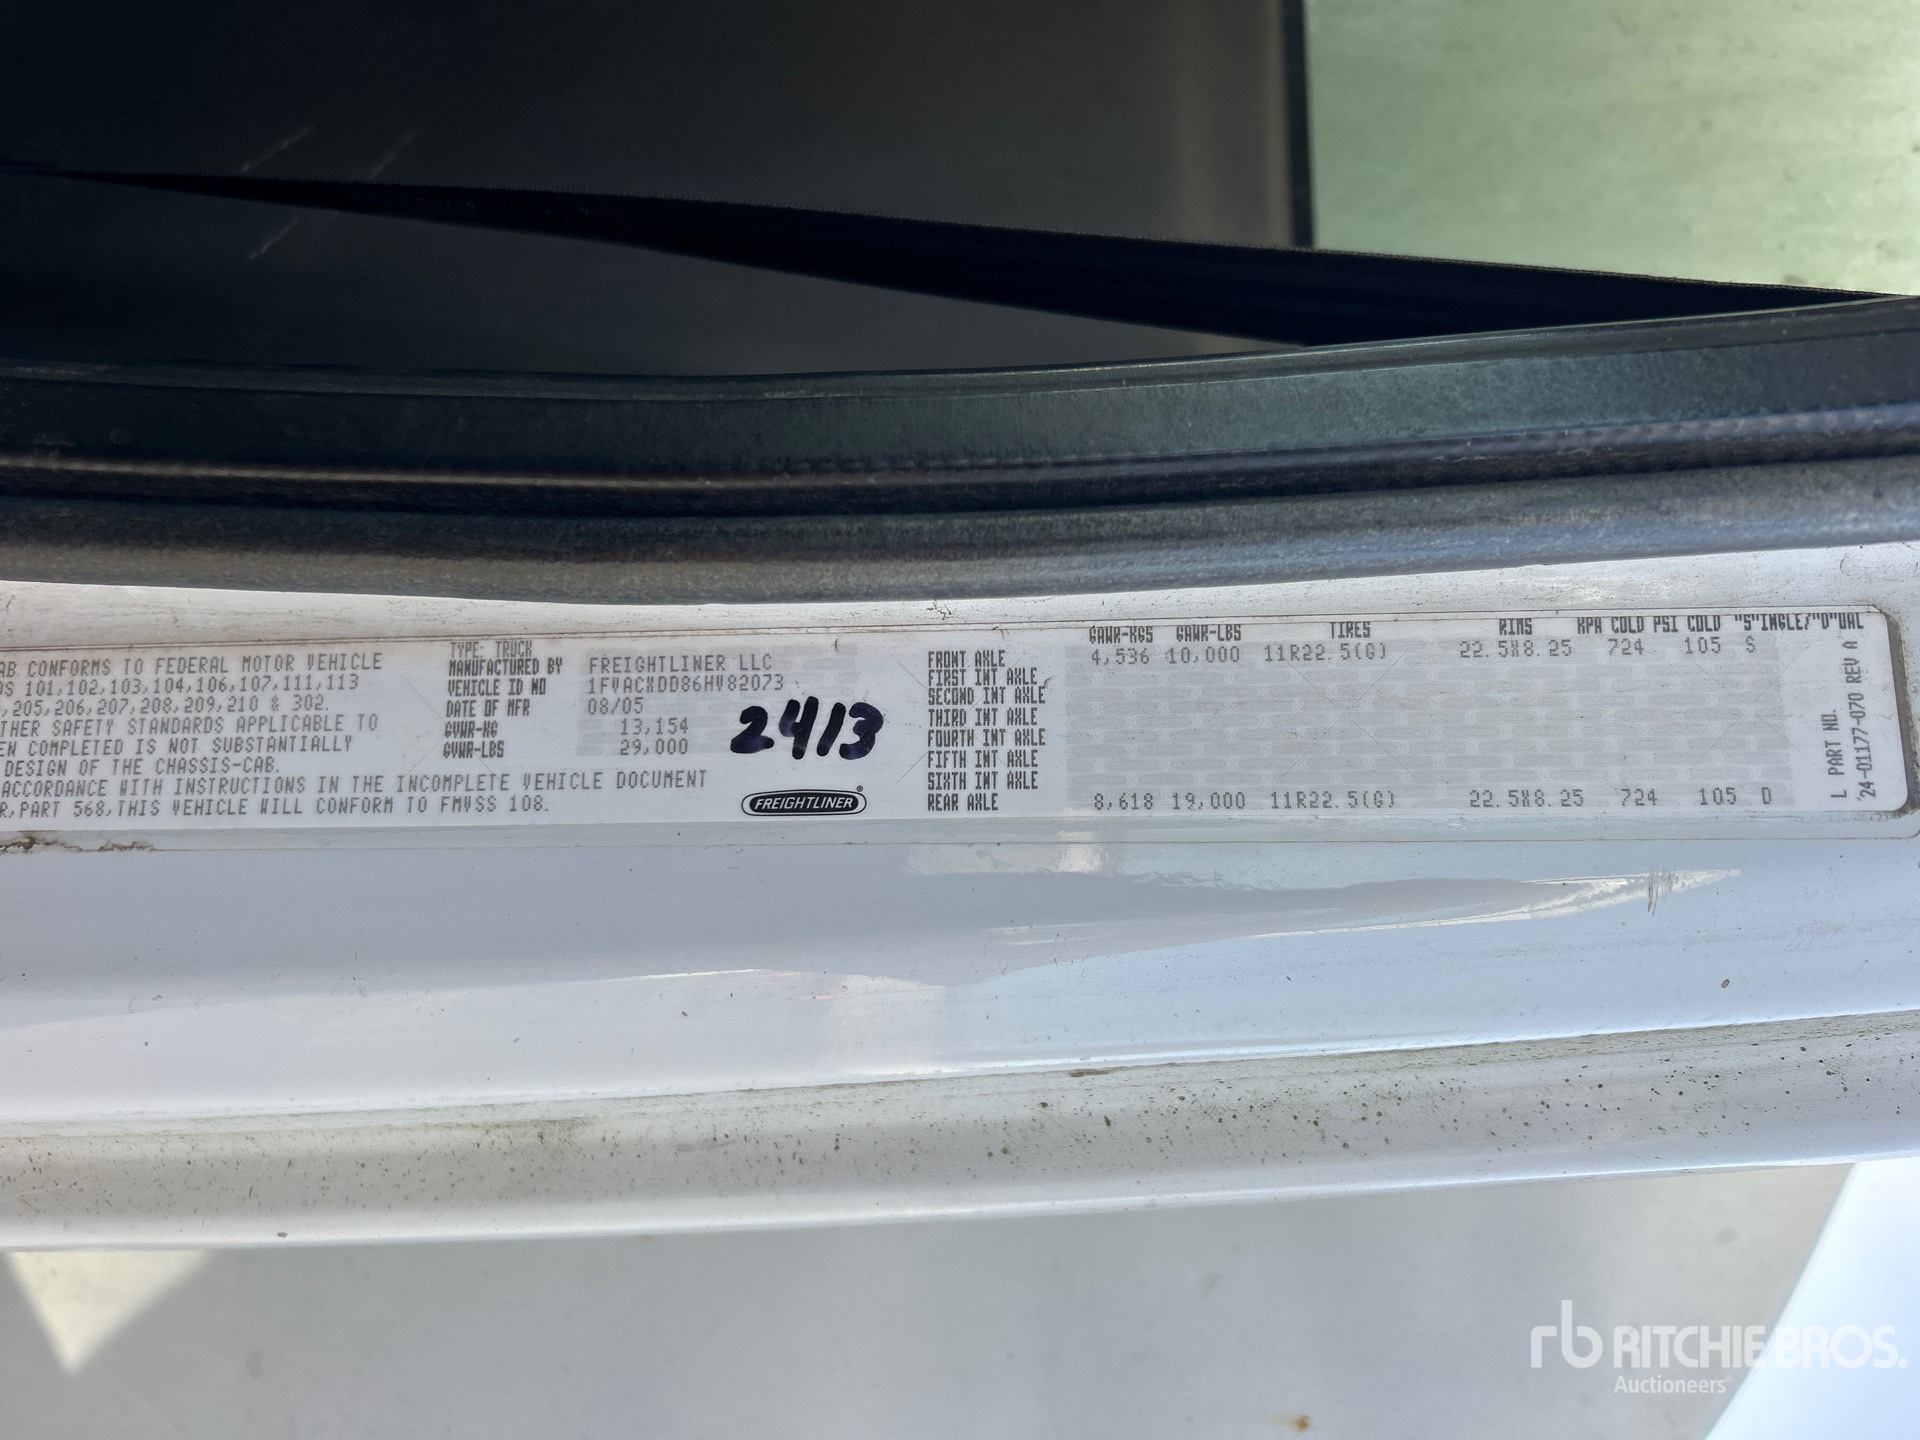 AB CONFORMS TO FEDERAL MOTOR VEHICLE
DS 101,102,103,104,106,107,111,113
,205,206,207,208,209,210 & 302.
THER SAFETY STANDARDS APPLICABLE TO
EN COMPLETED IS NOT SUBSTANTIALLY
DESIGN OF THE CHASSIS-CAB.
ACCORDANCE WITH INSTRUCTIONS IN THE INCOMPLETE VEHICLE DOCUMENT
R,PART 568,THIS VEHICLE WILL CONFORM TO FMVSS 108.
TYPE: TRUCK
MANUFACTURED BY FREIGHTLINER LLC
VEHICLE ID NO 1FVACXDD86HV82073
DATE OF MFR 08/05
GVWR-KG 13,154
GVWR-LBS 29,000
2413
FREIGHTLINER®
GAWR-KGS GAWR-LBS TIRES RIMS KPA COLD PSI COLD "S"INGLE/"D"UAL
FRONT AXLE 4,536 10,000 11R22.5(G) 22.5X8.25 724 105 S
FIRST INT AXLE
SECOND INT AXLE
THIRD INT AXLE
FOURTH INT AXLE
FIFTH INT AXLE
SIXTH INT AXLE
REAR AXLE 8,618 19,000 11R22.5(G) 22.5X8.25 724 105 D
L PART NO.
24-01177-070 REV A
rb RITCHIE BROS.
Auctioneers